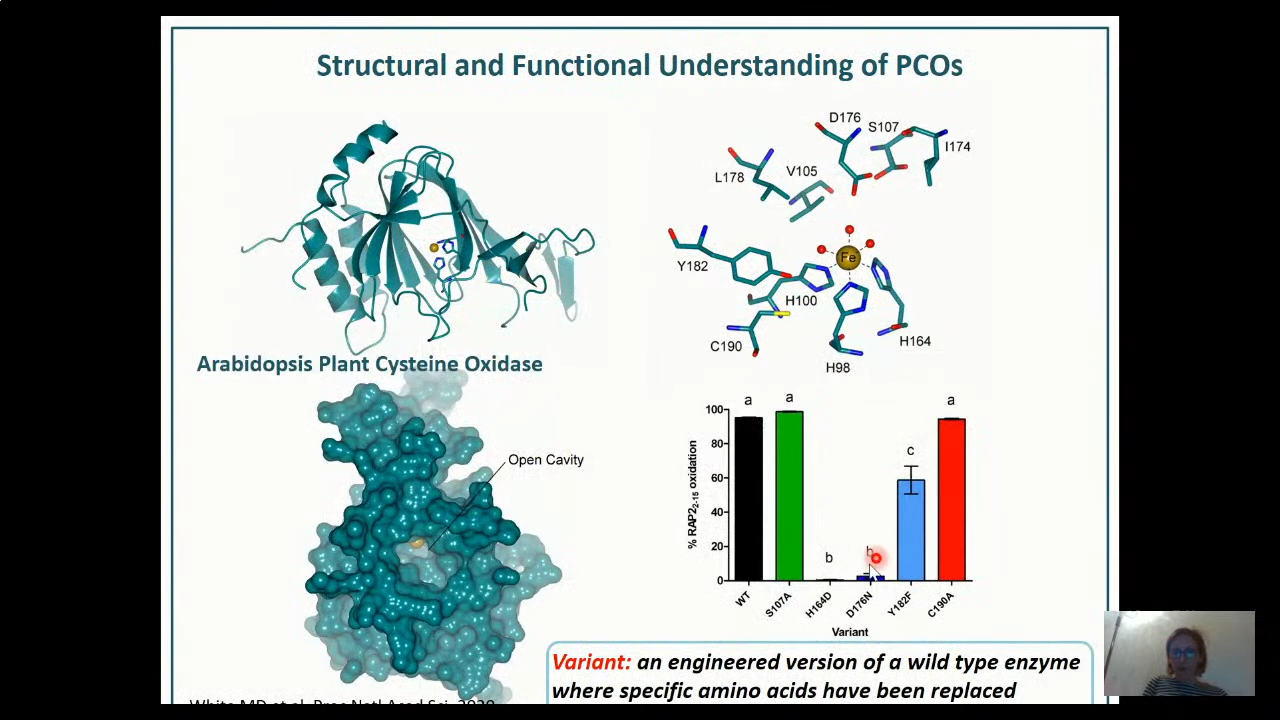 Structural and Functional Understanding of PCOs
D176
S107
I174
L178
V105
Y182
Fe
H100
C190
H98
H164
Arabidopsis Plant Cysteine Oxidase
Open Cavity
a
a
b
b
c
a
100
80
60
40
20
0
% RAP2₂₋₁₅ oxidation
WT
S107A
H164D
D176N
Y182F
C190A
Variant
Variant: an engineered version of a wild type enzyme
where specific amino acids have been replaced
White MD et al. Proc Natl Acad Sci. 2020